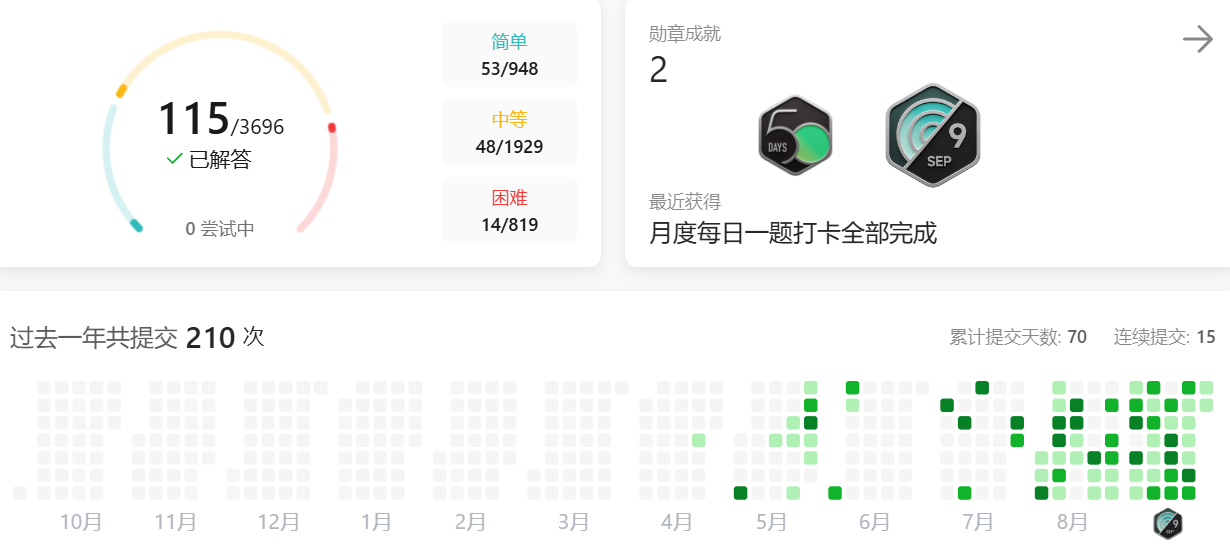 115/3696
已解答
0 尝试中
简单
53/948
中等
48/1929
困难
14/819
勋章成就
2
50
DAYS
9
SEP
最近获得
月度每日一题打卡全部完成
过去一年共提交 210 次
累计提交天数: 70 连续提交: 15
10月 11月 12月 1月 2月 3月 4月 5月 6月 7月 8月 9